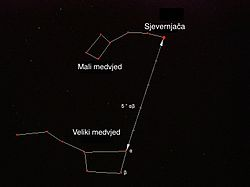 Sjevernjača
Mali medvjed
5 * αβ
Veliki medvjed
α
β